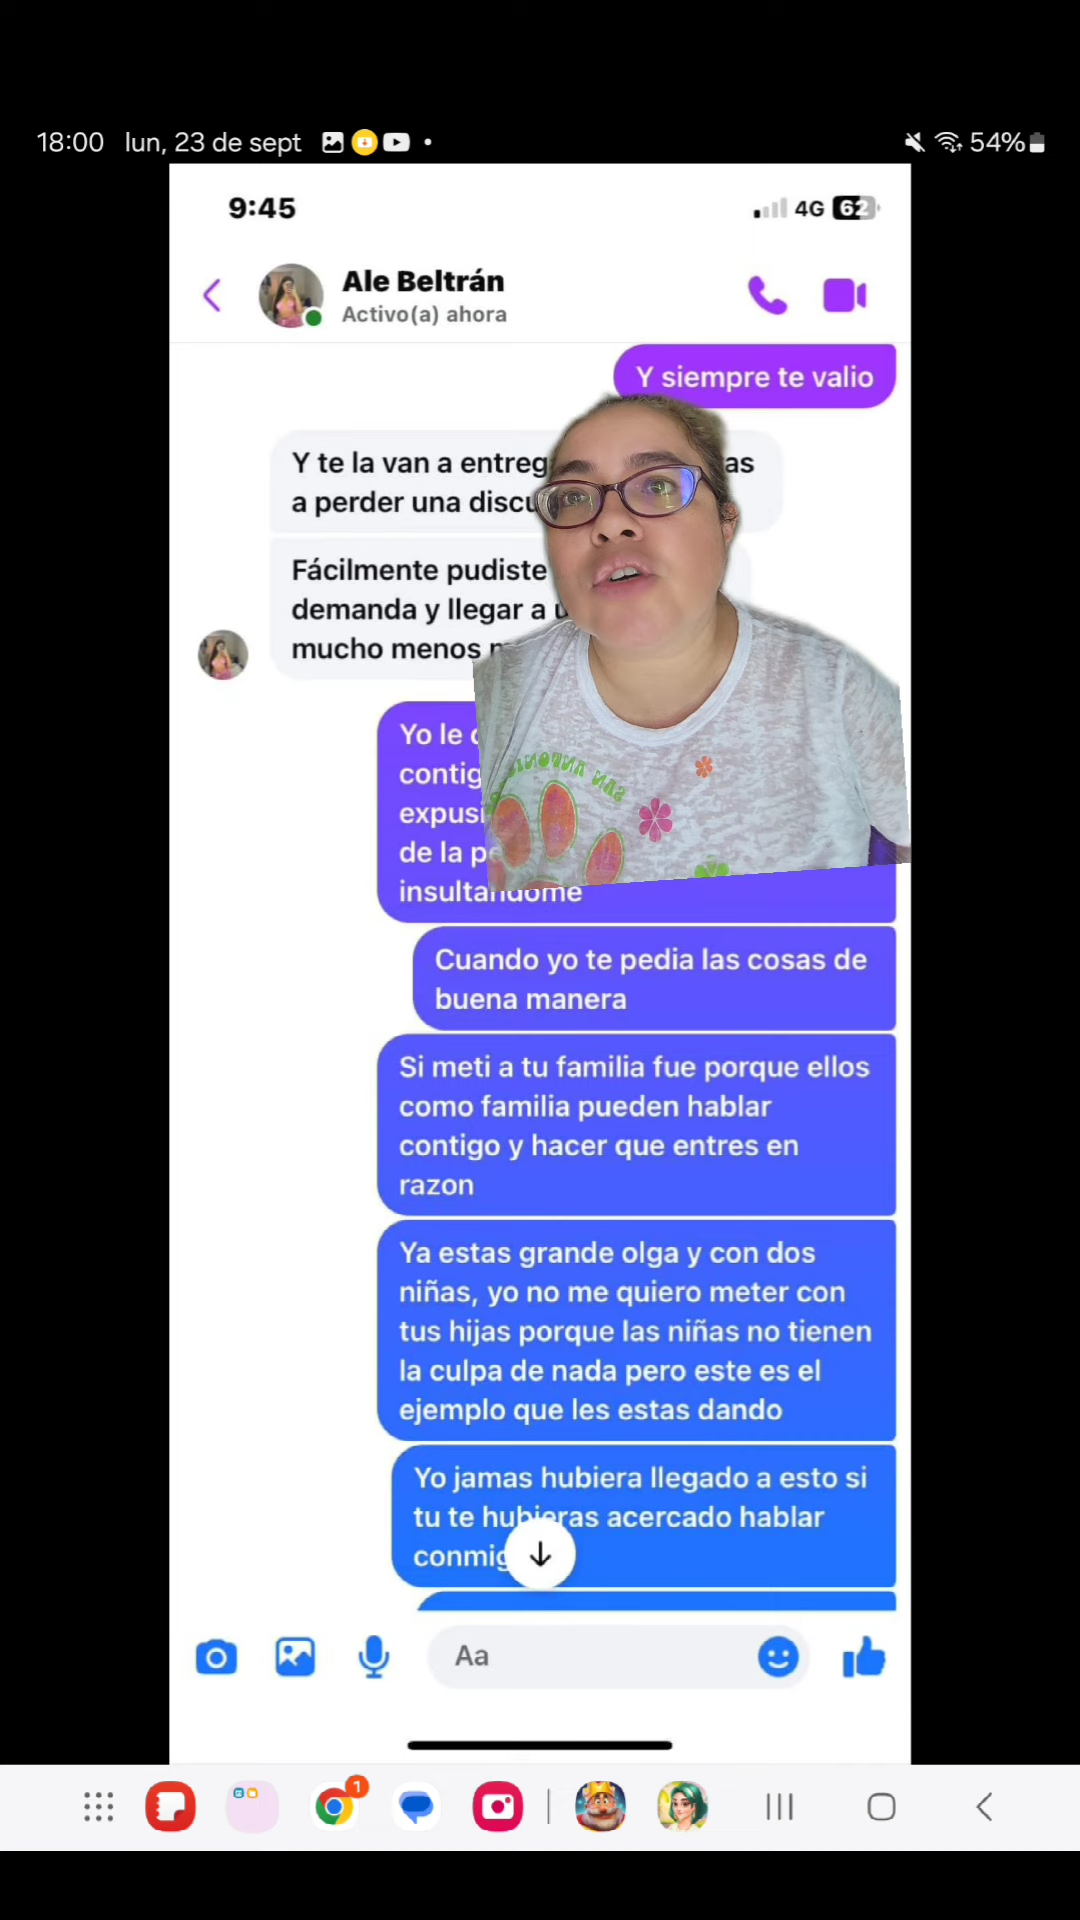 18:00 lun, 23 de sept
54%
9:45
4G 62
Ale Beltrán
Activo(a) ahora
Y siempre te valio
Y te la van a as
a perder una
Fácilmente pudiste
demanda y llegar a
mucho menos
Yo le
de la
SAN ANTONIO
insultandome
Cuando yo te pedia las cosas de
buena manera
Si meti a tu familia fue porque ellos
como familia pueden hablar
contigo y hacer que entres en
razon
Ya estas grande olga y con dos
niñas, yo no me quiero meter con
tus hijas porque las niñas no tienen
la culpa de nada pero este es el
ejemplo que les estas dando
Yo jamas hubiera llegado a esto si
tu te hubieras acercado hablar
Aa
1